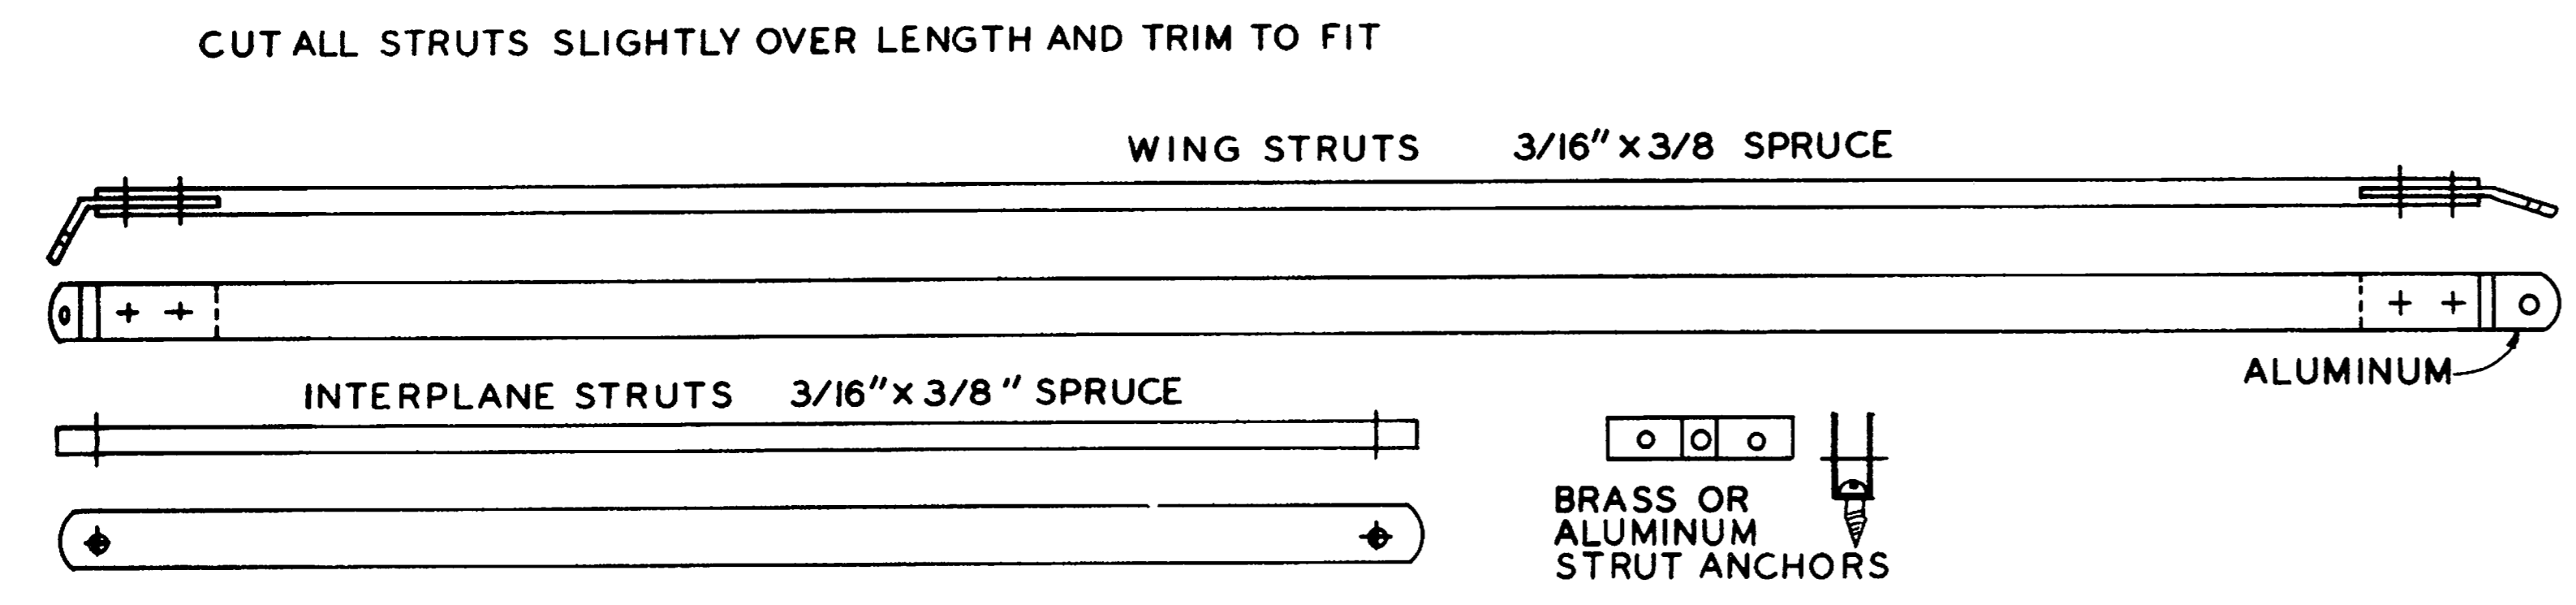 CUT ALL STRUTS SLIGHTLY OVER LENGTH AND TRIM TO FIT
WING STRUTS 3/16" X 3/8 SPRUCE
ALUMINUM
INTERPLANE STRUTS 3/16" X 3/8" SPRUCE
BRASS OR
ALUMINUM
STRUT ANCHORS